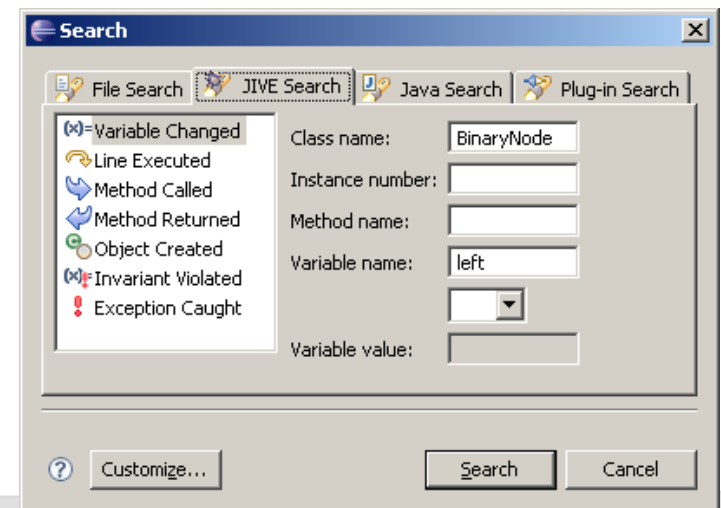 Search
File Search JIVE Search Java Search Plug-in Search
(x)= Variable Changed
Line Executed
Method Called
Method Returned
Object Created
(x)! Invariant Violated
Exception Caught
Class name: BinaryNode
Instance number:
Method name:
Variable name: left
Variable value:
? Customize... Search Cancel